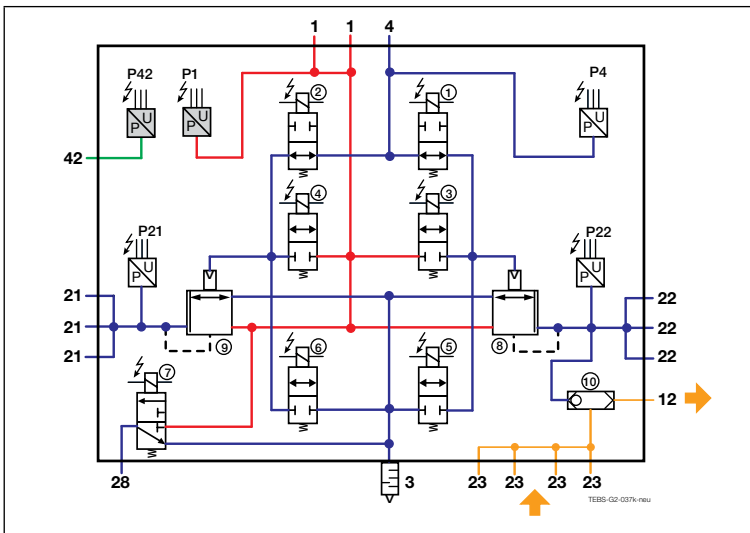 1 1 4
P42 P1 ② ① P4
U P U P U P
42
④ ③
P21 P22
U P U P
21 22
21 22
21 22
⑨ ⑧
⑦ ⑥ ⑤ ⑩
12
28 3 23 23 23 23
TEBS-G2-037k-neu